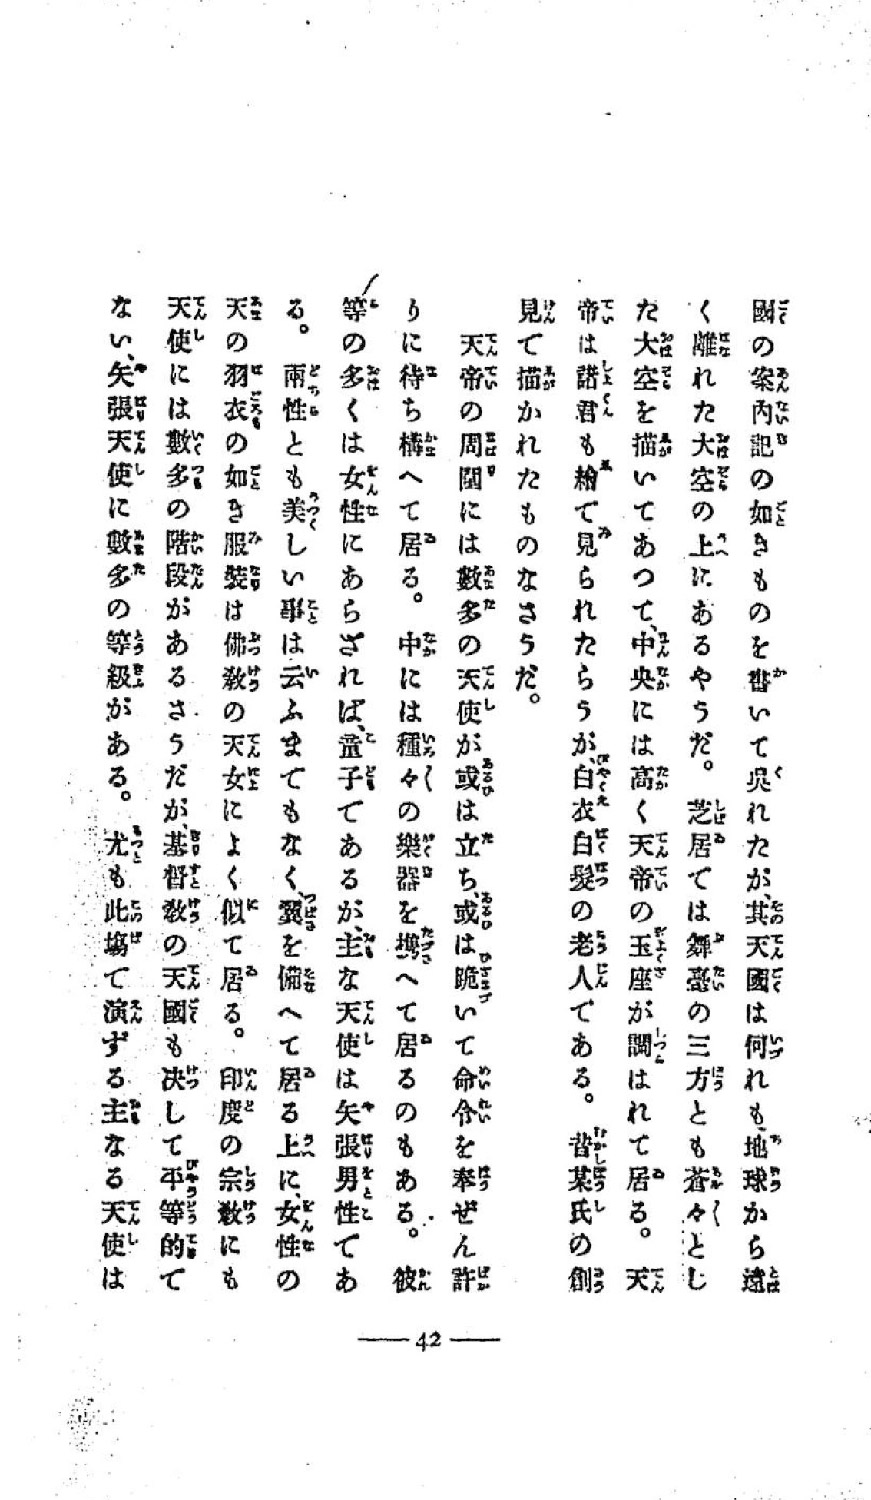 國の案內記の如きものを書いて吳れたが、其天國は何れも、地球から遠
く離れた大空の上にあるやうだ。芝居では舞臺の三方とも蒼々とし
た大空を描いてあつて、中央には高く天帝の玉座が調はれて居る。天
帝は諸君も繪で見られたらうが、白衣白髮の老人である。昔某氏の創
見で描かれたものなさうだ。
天帝の周圍には數多の天使が或は立ち、或は跪いて命令を奉ぜん許
りに待ち構へて居る。中には種々の樂器を携へて居るのもある。彼
等の多くは女性にあらざれば、童子であるが、主な天使は矢張男性であ
る。兩性とも美しい事は云ふまでもなく、翼を備へて居る上に、女性の
天の羽衣の如き服裝は佛敎の天女によく似て居る。印度の宗敎にも
天使には數多の階段があるさうだが、基督敎の天國も决して平等的で
ない、矢張天使に數多の等級がある。尤も此塲で演ずる主なる天使は
42